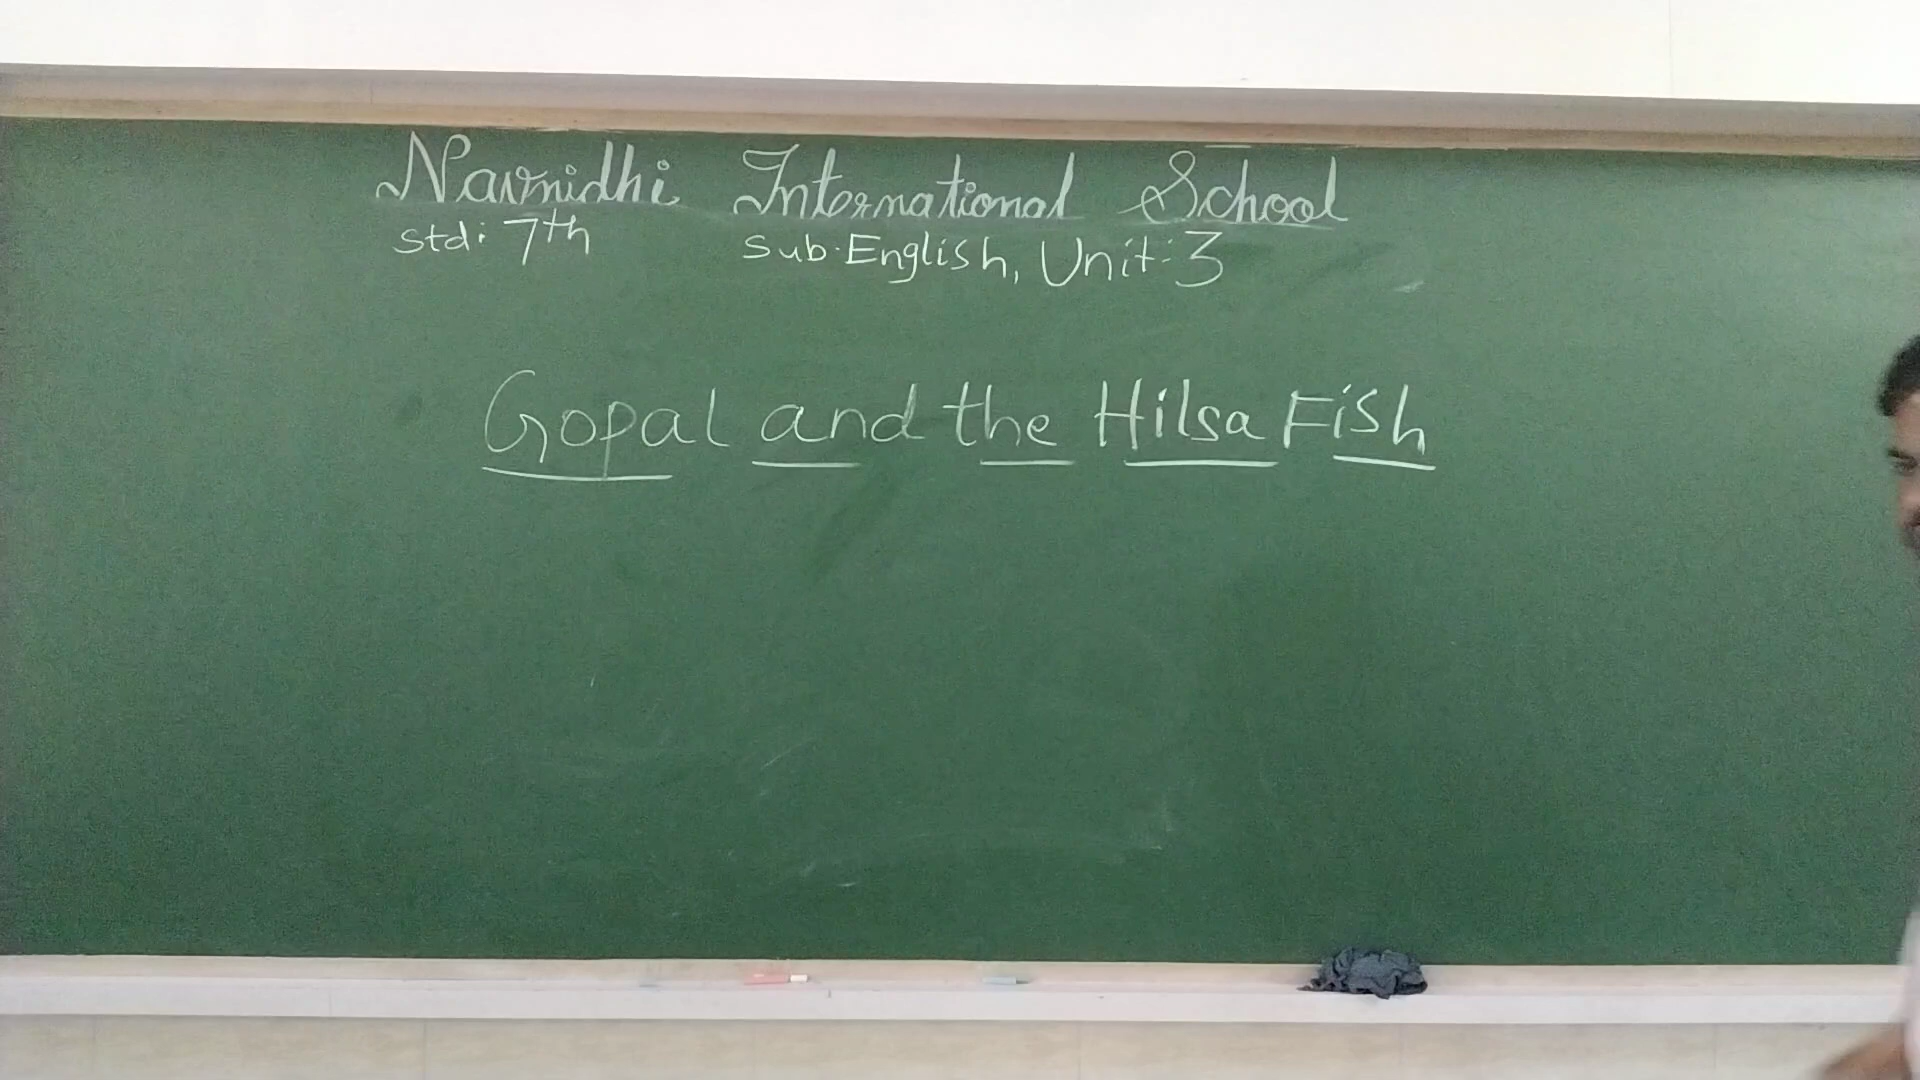 Navnidhi International School
std: 7th Sub. English, Unit: 3
Gopal and the Hilsa Fish